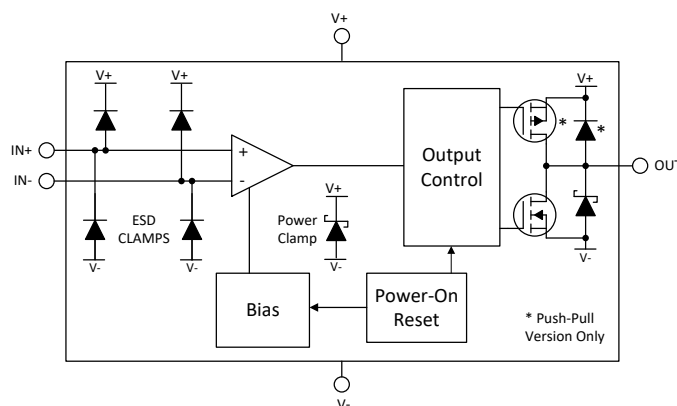 V+
V+
V+
V+
*
*
IN+
IN-
+
-
Output
Control
OUT
ESD
CLAMPS
Power
Clamp
V+
V-
V-
V-
V-
Bias
Power-On
Reset
* Push-Pull
Version Only
V-